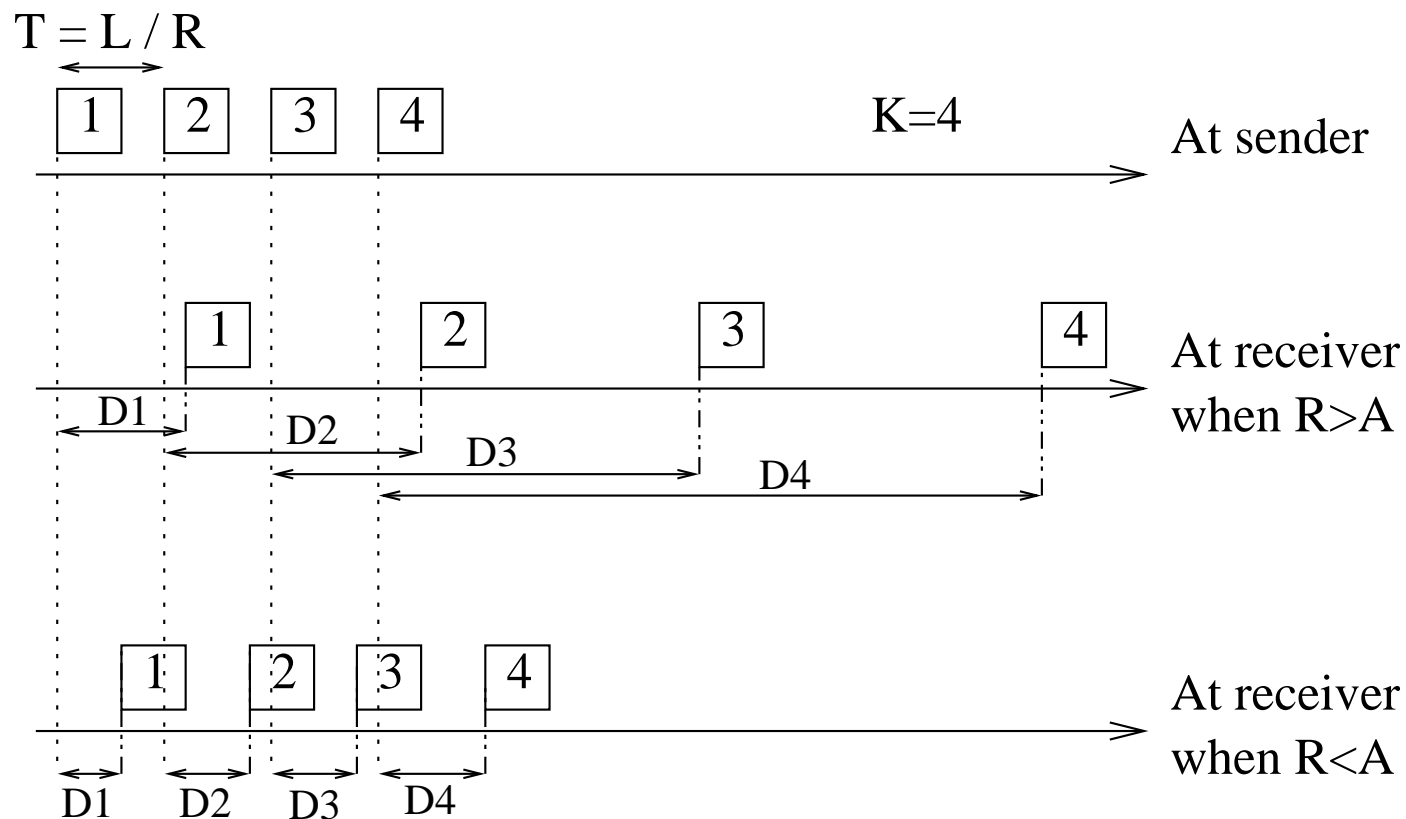 T = L / R
1 2 3 4
K=4
At sender
1 2 3 4
At receiver
when R>A
D1
D2
D3
D4
1 2 3 4
At receiver
when R<A
D1 D2 D3 D4